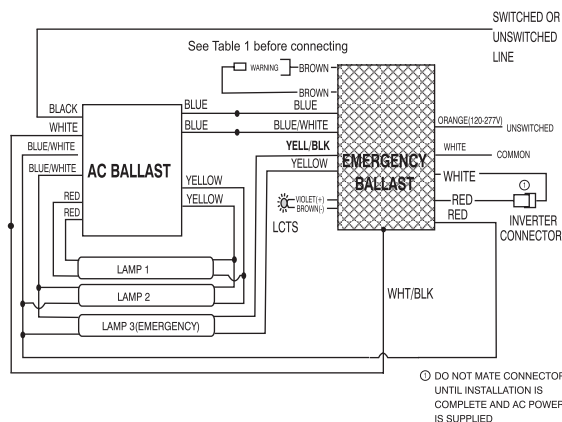 SWITCHED OR
UNSWITCHED
LINE
See Table 1 before connecting
WARNING
BROWN
BROWN
BLACK
BLUE
BLUE
WHITE
BLUE
BLUE/WHITE
ORANGE(120-277V)
UNSWITCHED
BLUE/WHITE
YELL/BLK
WHITE
COMMON
BLUE/WHITE
AC BALLAST
YELLOW
EMERGENCY
BALLAST
WHITE
1
RED
YELLOW
YELLOW
VIOLET(+)
BROWN(-)
RED
RED
RED
LCTS
INVERTER
CONNECTOR
LAMP 1
LAMP 2
LAMP 3(EMERGENCY)
WHT/BLK
1 DO NOT MATE CONNECTOR
UNTIL INSTALLATION IS
COMPLETE AND AC POWER
IS SUPPLIED